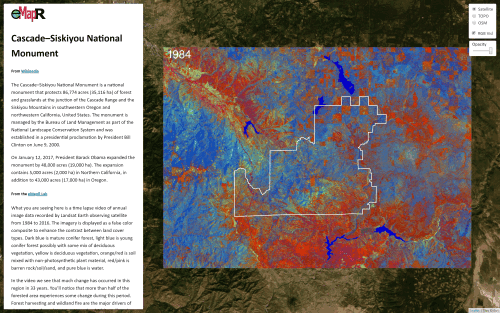 eMapR
Cascade–Siskiyou National
Monument
From Wikipedia
The Cascade–Siskiyou National Monument is a national
monument that protects 86,774 acres (35,116 ha) of forest
and grasslands at the junction of the Cascade Range and the
Siskiyou Mountains in southwestern Oregon and
northwestern California, United States. The monument is
managed by the Bureau of Land Management as part of the
National Landscape Conservation System and was
established in a presidential proclamation by President Bill
Clinton on June 9, 2000.
On January 12, 2017, President Barack Obama expanded the
monument by 48,000 acres (19,000 ha). The expansion
contains 5,000 acres (2,000 ha) in Northern California, in
addition to 43,000 acres (17,000 ha) in Oregon.
From the eMapR Lab
What you are seeing here is a time lapse video of annual
image data recorded by Landsat Earth observing satellite
from 1984 to 2016. The imagery is displayed as a false color
composite to enhance the contrast between land cover
types. Dark blue is mature conifer forest, light blue is young
conifer forest possibly with some mix of deciduous
vegetation, yellow is deciduous vegetation, orange/red is soil
mixed with non-photosynthetic plant material, red/pink is
barren rock/soil/sand, and pure blue is water.
In the video we see that much change has occurred in this
region in 33 years. You'll notice that more than half of the
forested area experiences some change during this period.
Forest harvesting and wildland fire are the major drivers of
1984
Satellite
TOPO
OSM
Opacity